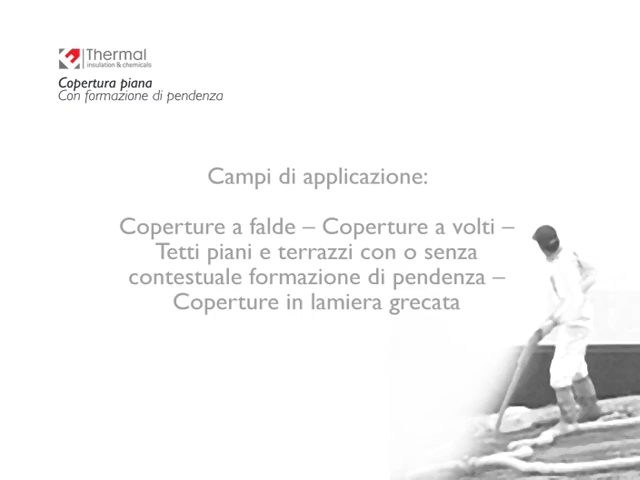 Thermal
insulation & chemicals
Copertura piana
Con formazione di pendenza
Campi di applicazione:
Coperture a falde – Coperture a volti –
Tetti piani e terrazzi con o senza
contestuale formazione di pendenza –
Coperture in lamiera grecata